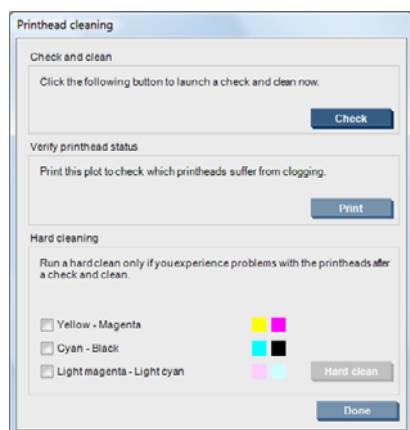 Printhead cleaning
Check and clean
Click the following button to launch a check and clean now.
Check
Verify printhead status
Print this plot to check which printheads suffer from clogging.
Print
Hard cleaning
Run a hard clean only if you experience problems with the printheads after
a check and clean.
Yellow - Magenta
Cyan - Black
Light magenta - Light cyan
Hard clean
Done